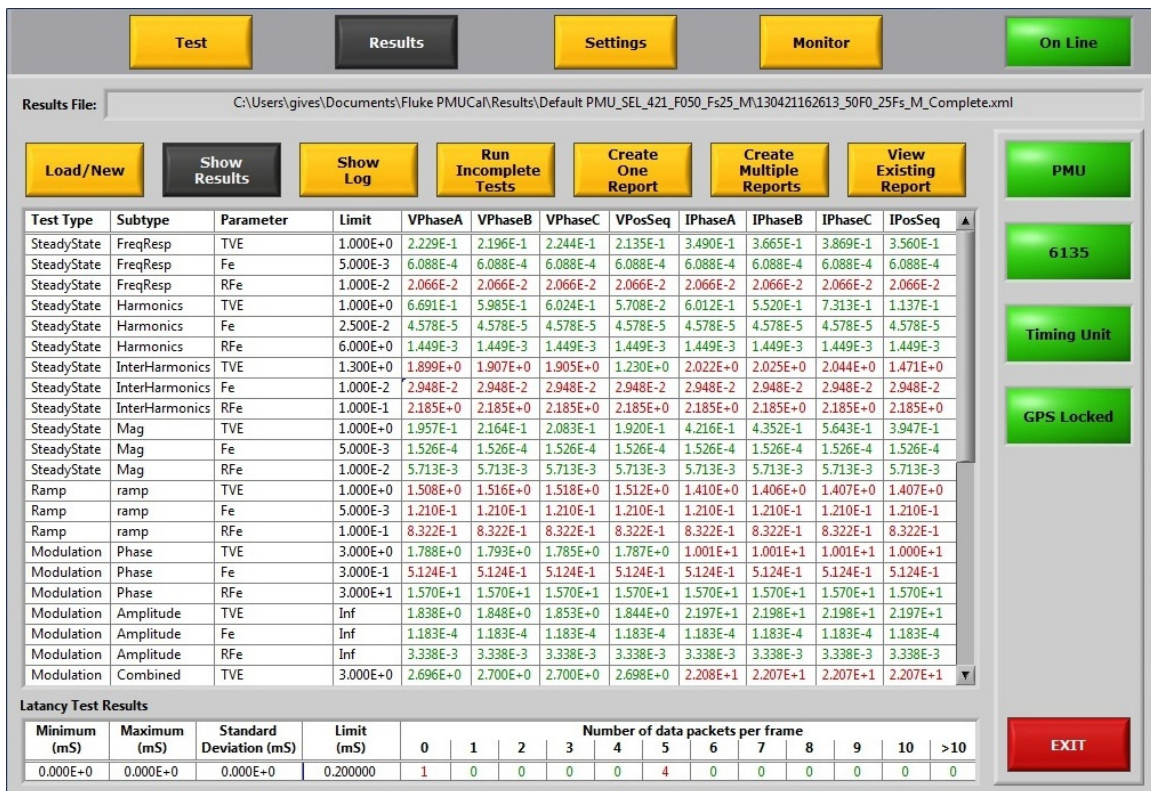 Test Results Settings Monitor On Line
Results File: C:\Users\gives\Documents\Fluke PMUCal\Results\Default PMU_SEL_421_F050_Fs25_M\130421162613_50F0_25Fs_M_Complete.xml
Load/New Show Results Show Log Run Incomplete Tests Create One Report Create Multiple Reports View Existing Report
PMU
6135
Timing Unit
GPS Locked
Test Type Subtype Parameter Limit VPhaseA VPhaseB VPhaseC VPosSeq IPhaseA IPhaseB IPhaseC IPosSeq
SteadyState FreqResp TVE 1.000E+0 2.229E-1 2.196E-1 2.244E-1 2.135E-1 3.490E-1 3.665E-1 3.869E-1 3.560E-1
SteadyState FreqResp Fe 5.000E-3 6.088E-4 6.088E-4 6.088E-4 6.088E-4 6.088E-4 6.088E-4 6.088E-4 6.088E-4
SteadyState FreqResp RFe 1.000E-2 2.066E-2 2.066E-2 2.066E-2 2.066E-2 2.066E-2 2.066E-2 2.066E-2 2.066E-2
SteadyState Harmonics TVE 1.000E+0 6.691E-1 5.985E-1 6.024E-1 5.708E-2 6.012E-1 5.520E-1 7.313E-1 1.137E-1
SteadyState Harmonics Fe 2.500E-2 4.578E-5 4.578E-5 4.578E-5 4.578E-5 4.578E-5 4.578E-5 4.578E-5 4.578E-5
SteadyState Harmonics RFe 6.000E+0 1.449E-3 1.449E-3 1.449E-3 1.449E-3 1.449E-3 1.449E-3 1.449E-3 1.449E-3
SteadyState InterHarmonics TVE 1.300E+0 1.899E+0 1.907E+0 1.905E+0 1.230E+0 2.022E+0 2.025E+0 2.044E+0 1.471E+0
SteadyState InterHarmonics Fe 1.000E-2 2.948E-2 2.948E-2 2.948E-2 2.948E-2 2.948E-2 2.948E-2 2.948E-2 2.948E-2
SteadyState InterHarmonics RFe 1.000E-1 2.185E+0 2.185E+0 2.185E+0 2.185E+0 2.185E+0 2.185E+0 2.185E+0 2.185E+0
SteadyState Mag TVE 1.000E+0 1.957E-1 2.164E-1 2.083E-1 1.920E-1 4.216E-1 4.352E-1 5.643E-1 3.947E-1
SteadyState Mag Fe 5.000E-3 1.526E-4 1.526E-4 1.526E-4 1.526E-4 1.526E-4 1.526E-4 1.526E-4 1.526E-4
SteadyState Mag RFe 1.000E-2 5.713E-3 5.713E-3 5.713E-3 5.713E-3 5.713E-3 5.713E-3 5.713E-3 5.713E-3
Ramp ramp TVE 1.000E+0 1.508E+0 1.516E+0 1.518E+0 1.512E+0 1.410E+0 1.406E+0 1.407E+0 1.407E+0
Ramp ramp Fe 5.000E-3 1.210E-1 1.210E-1 1.210E-1 1.210E-1 1.210E-1 1.210E-1 1.210E-1 1.210E-1
Ramp ramp RFe 1.000E-1 8.322E-1 8.322E-1 8.322E-1 8.322E-1 8.322E-1 8.322E-1 8.322E-1 8.322E-1
Modulation Phase TVE 3.000E+0 1.788E+0 1.793E+0 1.785E+0 1.787E+0 1.001E+1 1.001E+1 1.001E+1 1.000E+1
Modulation Phase Fe 3.000E-1 5.124E-1 5.124E-1 5.124E-1 5.124E-1 5.124E-1 5.124E-1 5.124E-1 5.124E-1
Modulation Phase RFe 3.000E+1 1.570E+1 1.570E+1 1.570E+1 1.570E+1 1.570E+1 1.570E+1 1.570E+1 1.570E+1
Modulation Amplitude TVE Inf 1.838E+0 1.848E+0 1.853E+0 1.844E+0 2.197E+1 2.198E+1 2.198E+1 2.197E+1
Modulation Amplitude Fe Inf 1.183E-4 1.183E-4 1.183E-4 1.183E-4 1.183E-4 1.183E-4 1.183E-4 1.183E-4
Modulation Amplitude RFe Inf 3.338E-3 3.338E-3 3.338E-3 3.338E-3 3.338E-3 3.338E-3 3.338E-3 3.338E-3
Modulation Combined TVE 3.000E+0 2.696E+0 2.700E+0 2.700E+0 2.698E+0 2.208E+1 2.207E+1 2.207E+1 2.207E+1
Latancy Test Results
Minimum (mS) Maximum (mS) Standard Deviation (mS) Limit (mS) Number of data packets per frame
0 1 2 3 4 5 6 7 8 9 10 >10
0.000E+0 0.000E+0 0.000E+0 0.200000 1 0 0 0 0 4 0 0 0 0 0 0
EXIT